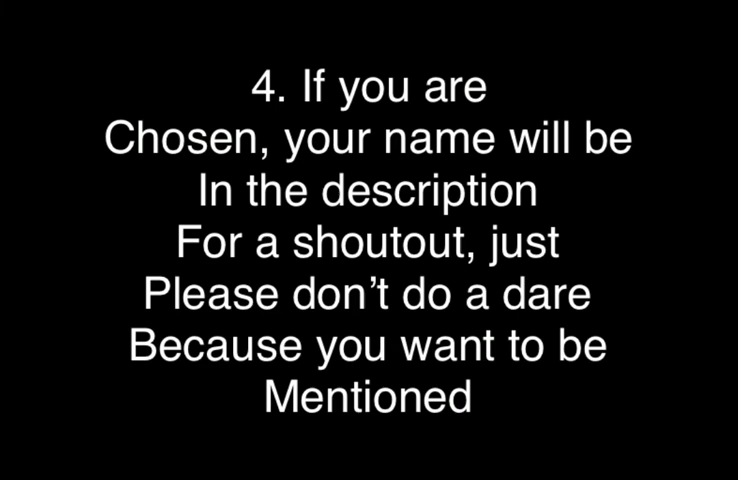 4. If you are
Chosen, your name will be
In the description
For a shoutout, just
Please don’t do a dare
Because you want to be
Mentioned